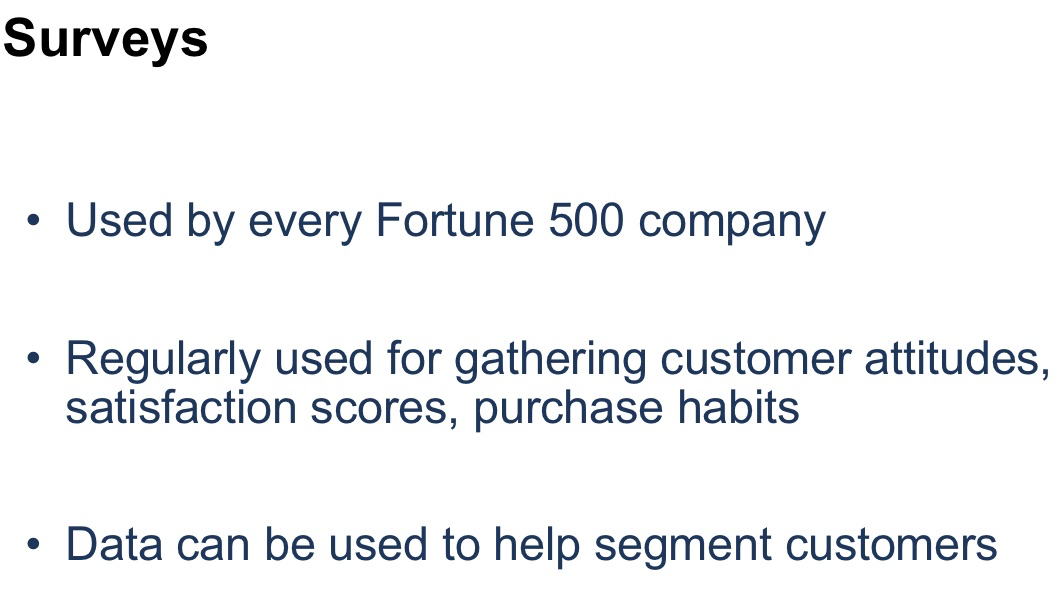 Surveys
• Used by every Fortune 500 company
• Regularly used for gathering customer attitudes,
satisfaction scores, purchase habits
• Data can be used to help segment customers